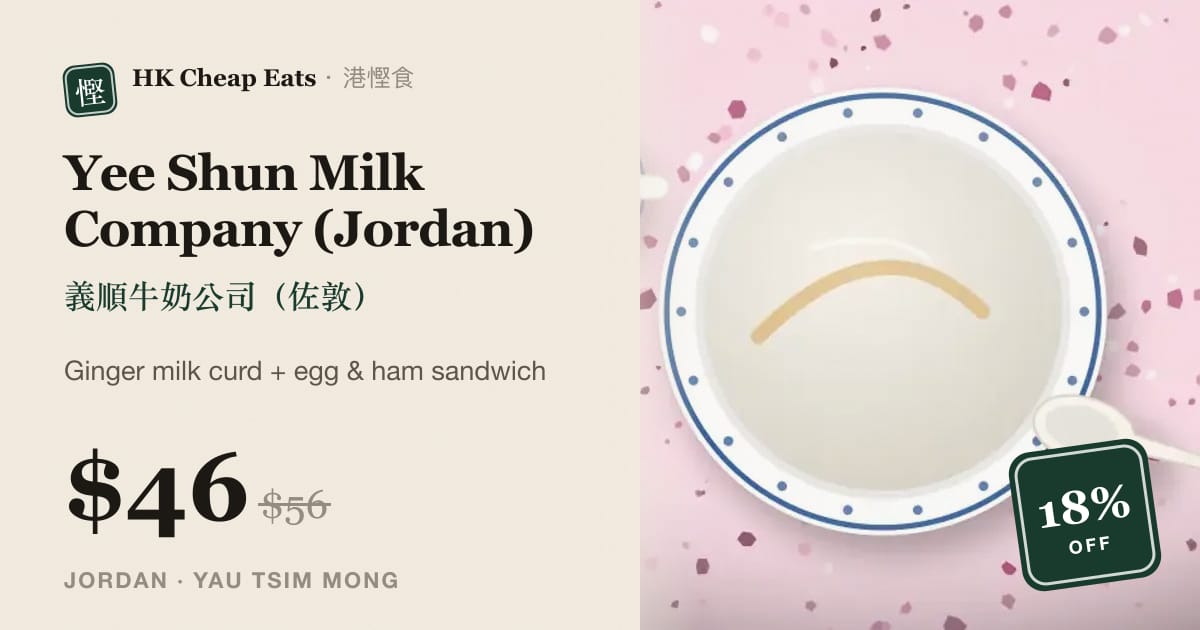 慳
HK Cheap Eats · 港慳食
Yee Shun Milk
Company (Jordan)
義順牛奶公司（佐敦）
Ginger milk curd + egg & ham sandwich
$46 $56
JORDAN · YAU TSIM MONG
18%
OFF